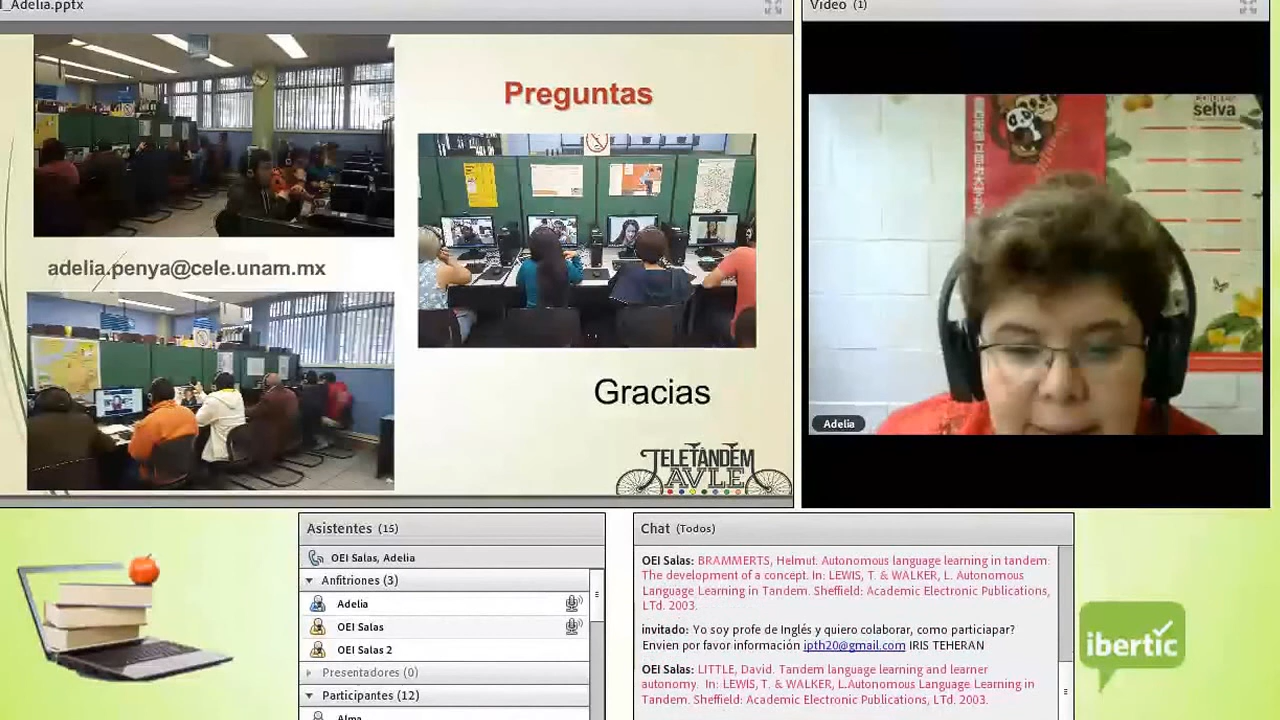 l_Adelia.pptx
Video (1)
Preguntas
adelia.penya@cele.unam.mx
Gracias
TELETANDEM
AVLE
selva
Adelia
Asistentes (15)
OEI Salas, Adelia
Anfitriones (3)
Adelia
OEI Salas
OEI Salas 2
Presentadores (0)
Participantes (12)
Alma
Chat (Todos)
OEI Salas: BRAMMERTS, Helmut. Autonomous language learning in tandem:
The development of a concept. In: LEWIS, T. & WALKER, L. Autonomous
Language Learning in Tandem. Sheffield: Academic Electronic Publications,
LTd. 2003.
invitado: Yo soy profe de Inglés y quiero colaborar, como particiapar?
Envien por favor información ipth20@gmail.com IRIS TEHERAN
OEI Salas: LITTLE, David. Tandem language learning and learner
autonomy. In: LEWIS, T. & WALKER, L.Autonomous Language Learning in
Tandem. Sheffield: Academic Electronic Publications, LTd. 2003.
ibertic